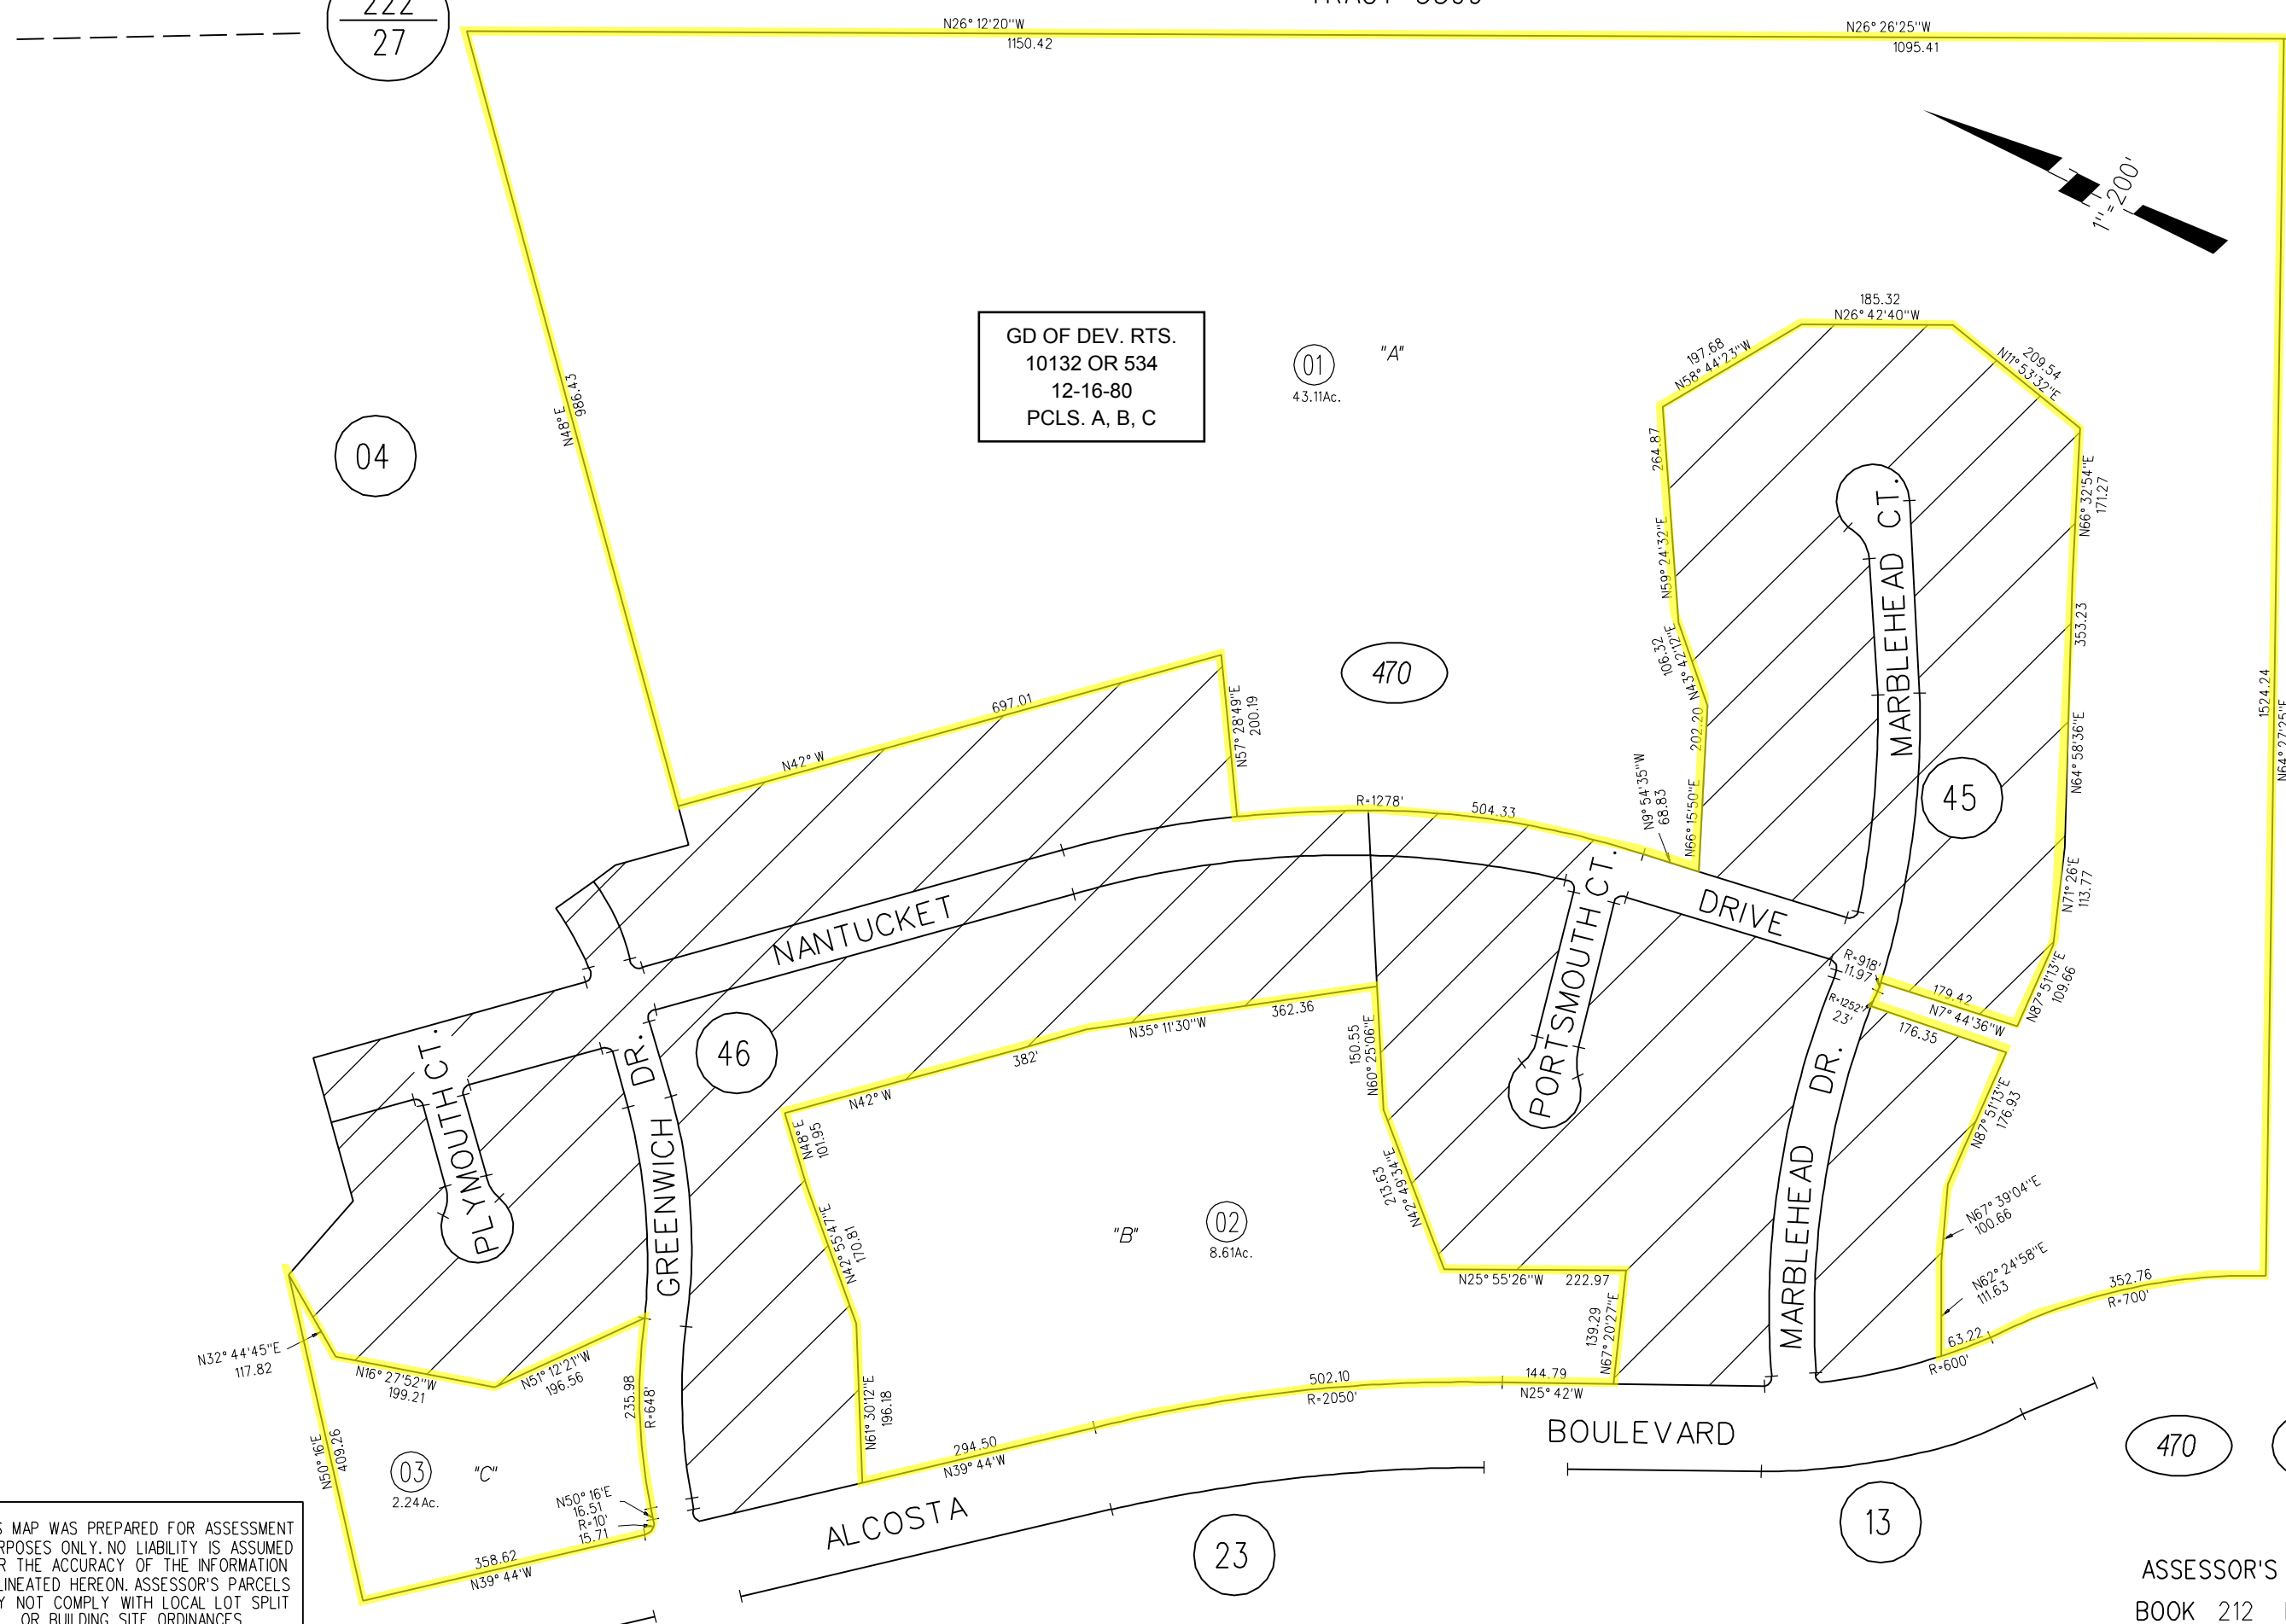 222
27
N26° 12'20"W
1150.42
N26° 26'25"W
1095.41
1"=200'
GD OF DEV. RTS.
10132 OR 534
12-16-80
PCLS. A, B, C
01
"A"
43.11Ac.
04
N48°E
986.43
185.32
N26° 42'40"W
197.68
N58° 44'23"W
209.54
N11° 53'32"E
264.87
N59° 24'32"E
N66° 32'54"E
171.27
MARBLEHEAD CT.
353.23
N64° 58'36"E
106.32
N43° 42'12"E
202.20
N66° 15'50"E
N9° 54'35"W
68.83
1524.24
N64° 27'25"E
470
697.01
N42° W
N57° 28'49"E
200.19
R=1278'
504.33
45
N71° 26'E
113.77
NANTUCKET
DRIVE
PORTSMOUTH CT.
R=918'
11.97
R=1252'
23'
179.42
N7° 44'36"W
176.35
N87° 51'13"E
109.66
N87° 51'13"E
176.93
46
362.36
N35° 11'30"W
382'
N42° W
150.55
N60° 25'06"E
N48°E
101.95
N42° 55'47"E
170.81
213.63
N42° 49'34"E
PLYMOUTH CT.
GREENWICH DR.
MARBLEHEAD DR.
"B"
02
8.61Ac.
N67° 39'04"E
100.66
N62° 24'58"E
111.63
N25° 55'26"W 222.97
139.29
N67° 20'27"E
352.76
R=700'
63.22
R=600'
N32° 44'45"E
117.82
N16° 27'52"W
199.21
N51° 12'21"W
196.56
235.98
R=648'
N61° 30'12"E
196.18
502.10
R=2050'
144.79
N25° 42'W
294.50
N39° 44'W
BOULEVARD
ALCOSTA
470
N50° 16'E
409.26
03
"C"
2.24Ac.
N50° 16'E
16.51
R=10'
15.71
358.62
N39° 44'W
23
13
MAP WAS PREPARED FOR ASSESSMENT
POSES ONLY. NO LIABILITY IS ASSUMED
THE ACCURACY OF THE INFORMATION
LINEATED HEREON. ASSESSOR'S PARCELS
NOT COMPLY WITH LOCAL LOT SPLIT
OR BUILDING SITE ORDINANCES
ASSESSOR'S
BOOK 212